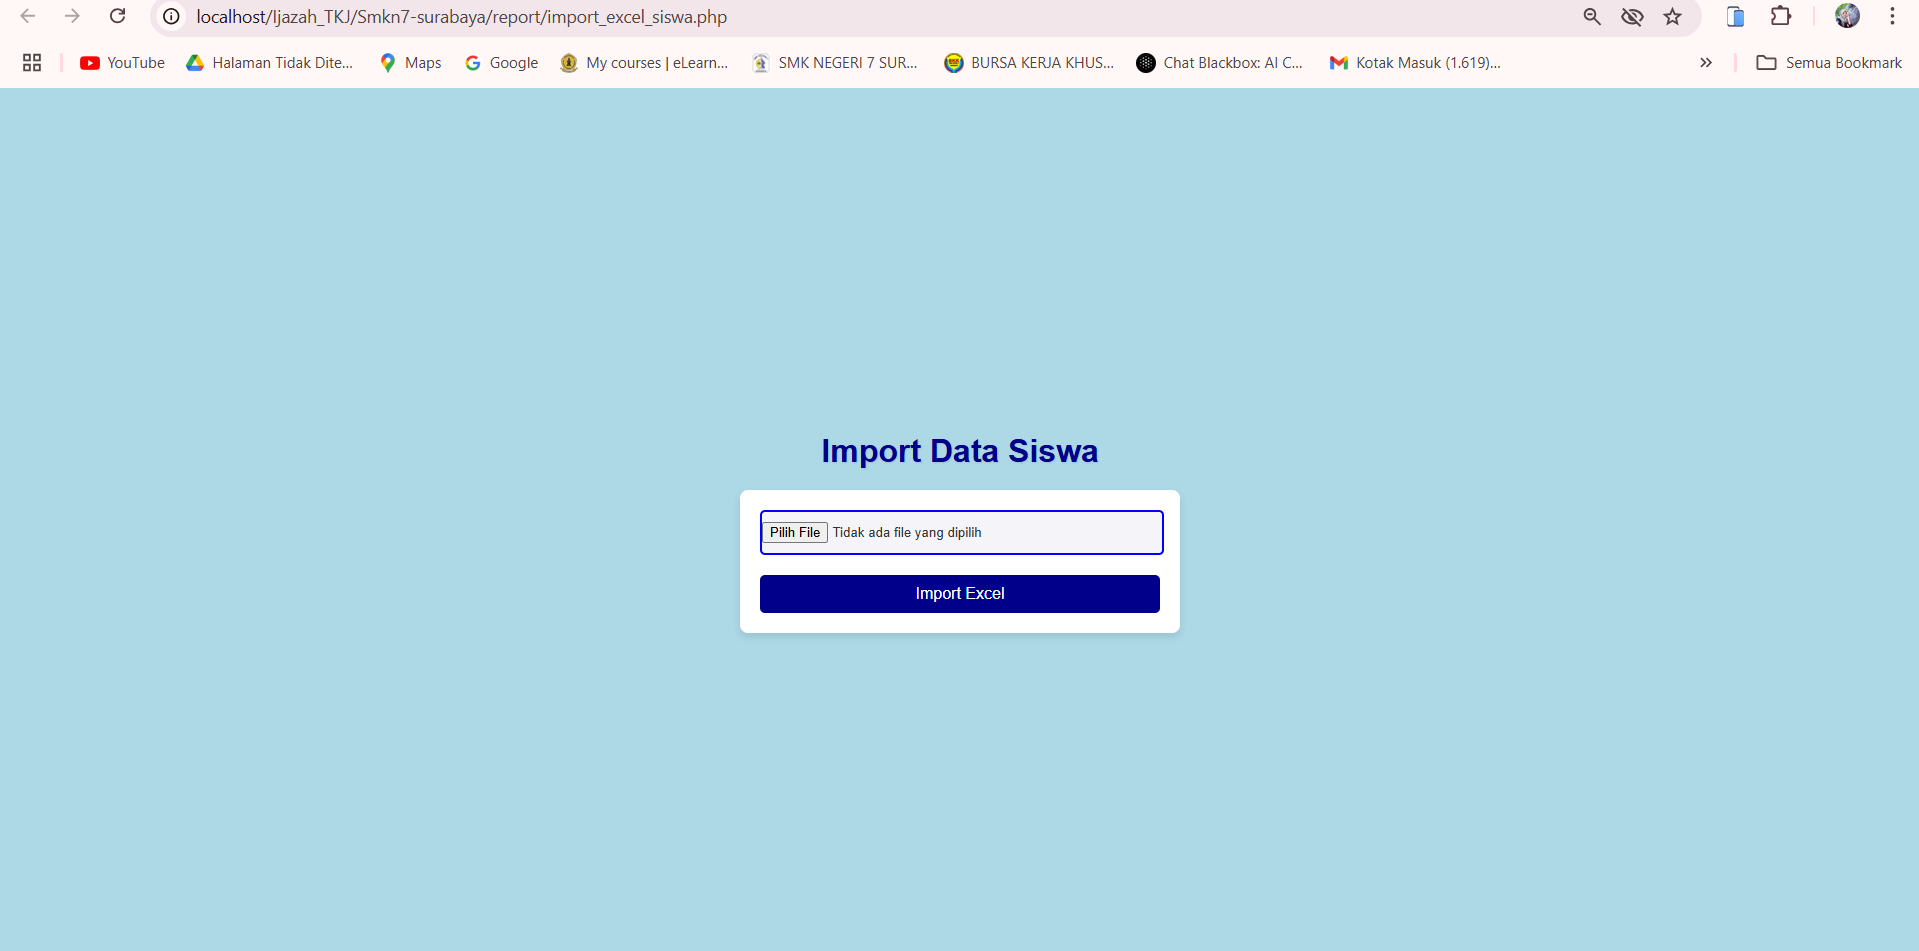 localhost/Ijazah_TKJ/Smkn7-surabaya/report/import_excel_siswa.php
YouTube Halaman Tidak Dite... Maps Google My courses | eLearn... SMK NEGERI 7 SUR... BURSA KERJA KHUS... Chat Blackbox: AI C... Kotak Masuk (1.619)... Semua Bookmark
Import Data Siswa
Pilih File Tidak ada file yang dipilih
Import Excel